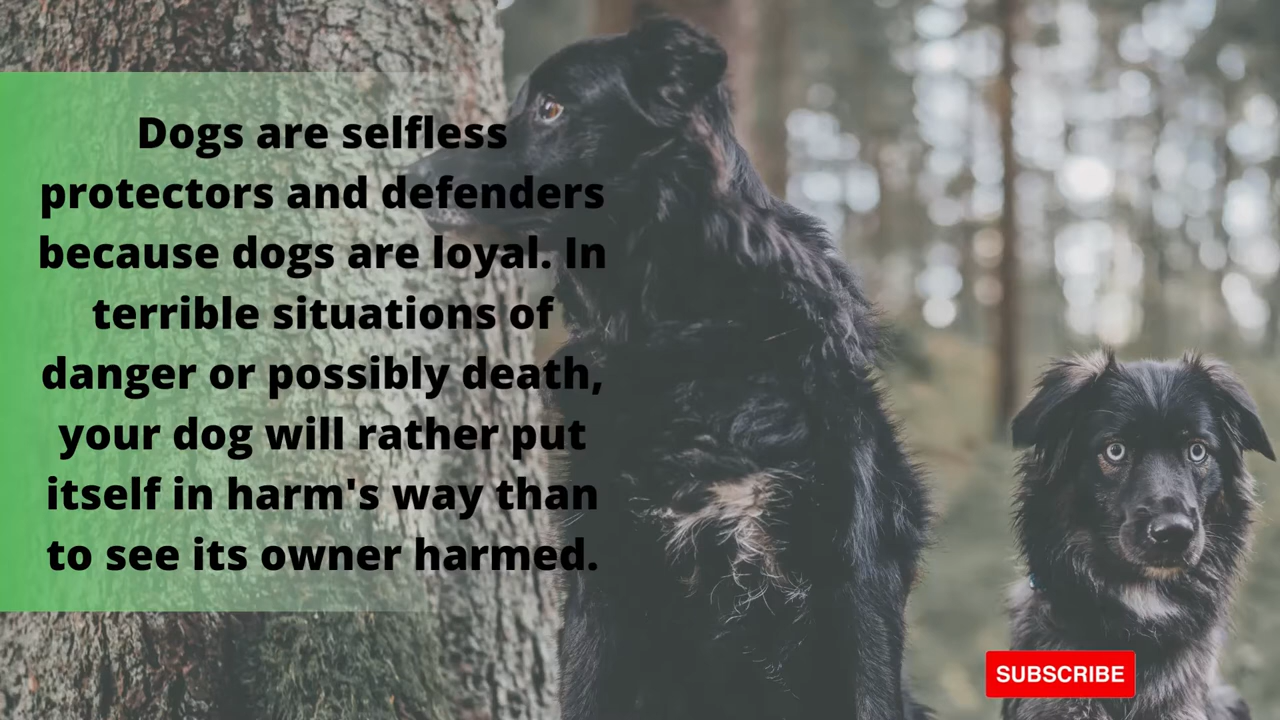 Dogs are selfless
protectors and defenders
because dogs are loyal. In
terrible situations of
danger or possibly death,
your dog will rather put
itself in harm's way than
to see its owner harmed.
SUBSCRIBE